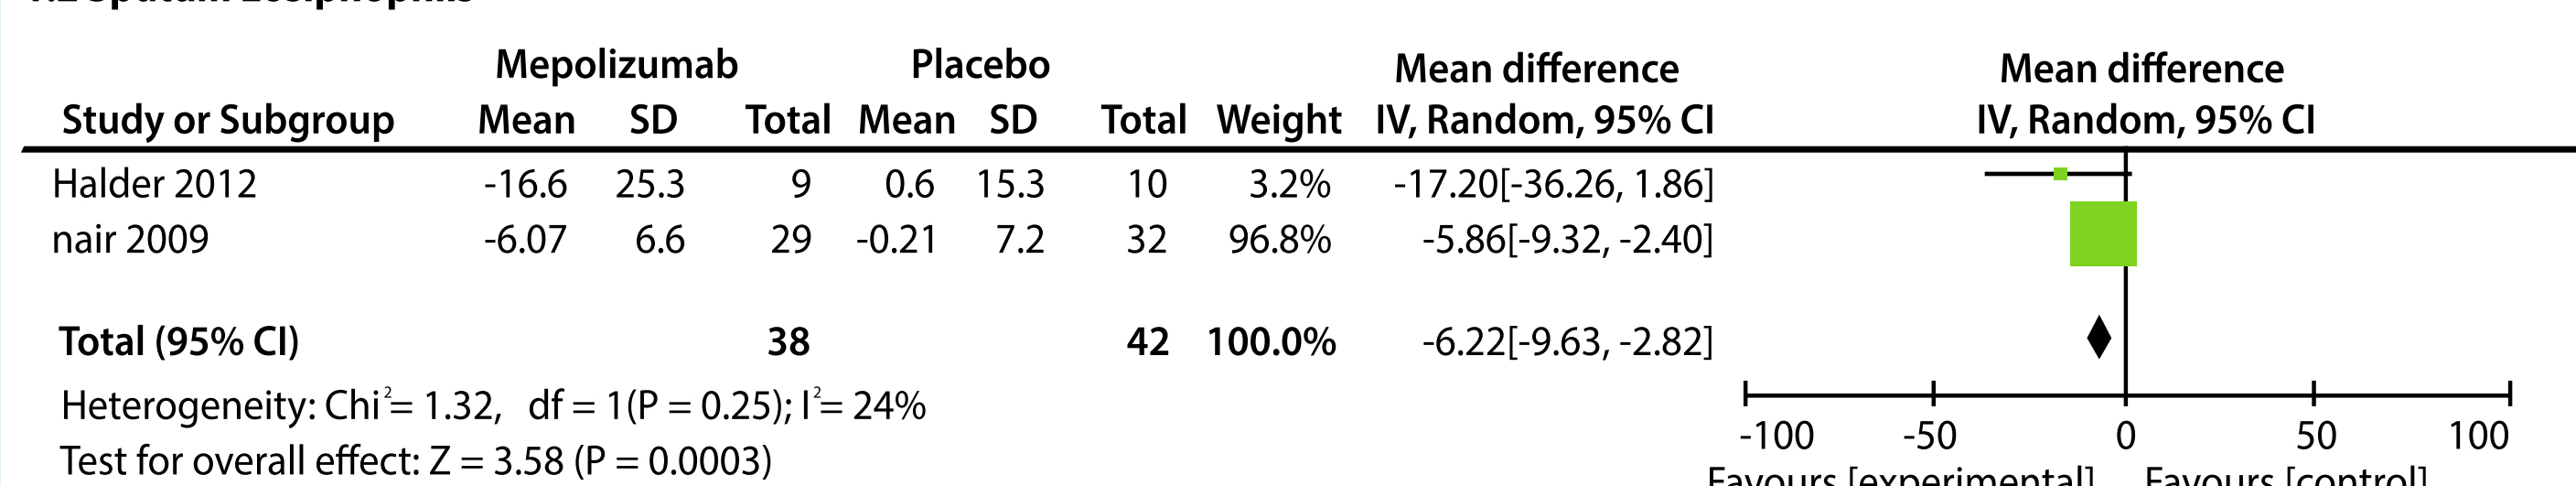 Mepolizumab Placebo Mean difference Mean difference
Study or Subgroup Mean SD Total Mean SD Total Weight IV, Random, 95% CI IV, Random, 95% CI
Halder 2012 -16.6 25.3 9 0.6 15.3 10 3.2% -17.20[-36.26, 1.86]
nair 2009 -6.07 6.6 29 -0.21 7.2 32 96.8% -5.86[-9.32, -2.40]
Total (95% CI) 38 42 100.0% -6.22[-9.63, -2.82]
Heterogeneity: Chi²= 1.32, df = 1(P = 0.25); I²= 24%
Test for overall effect: Z = 3.58 (P = 0.0003)
-100 -50 0 50 100
Favours [experimental] Favours [control]